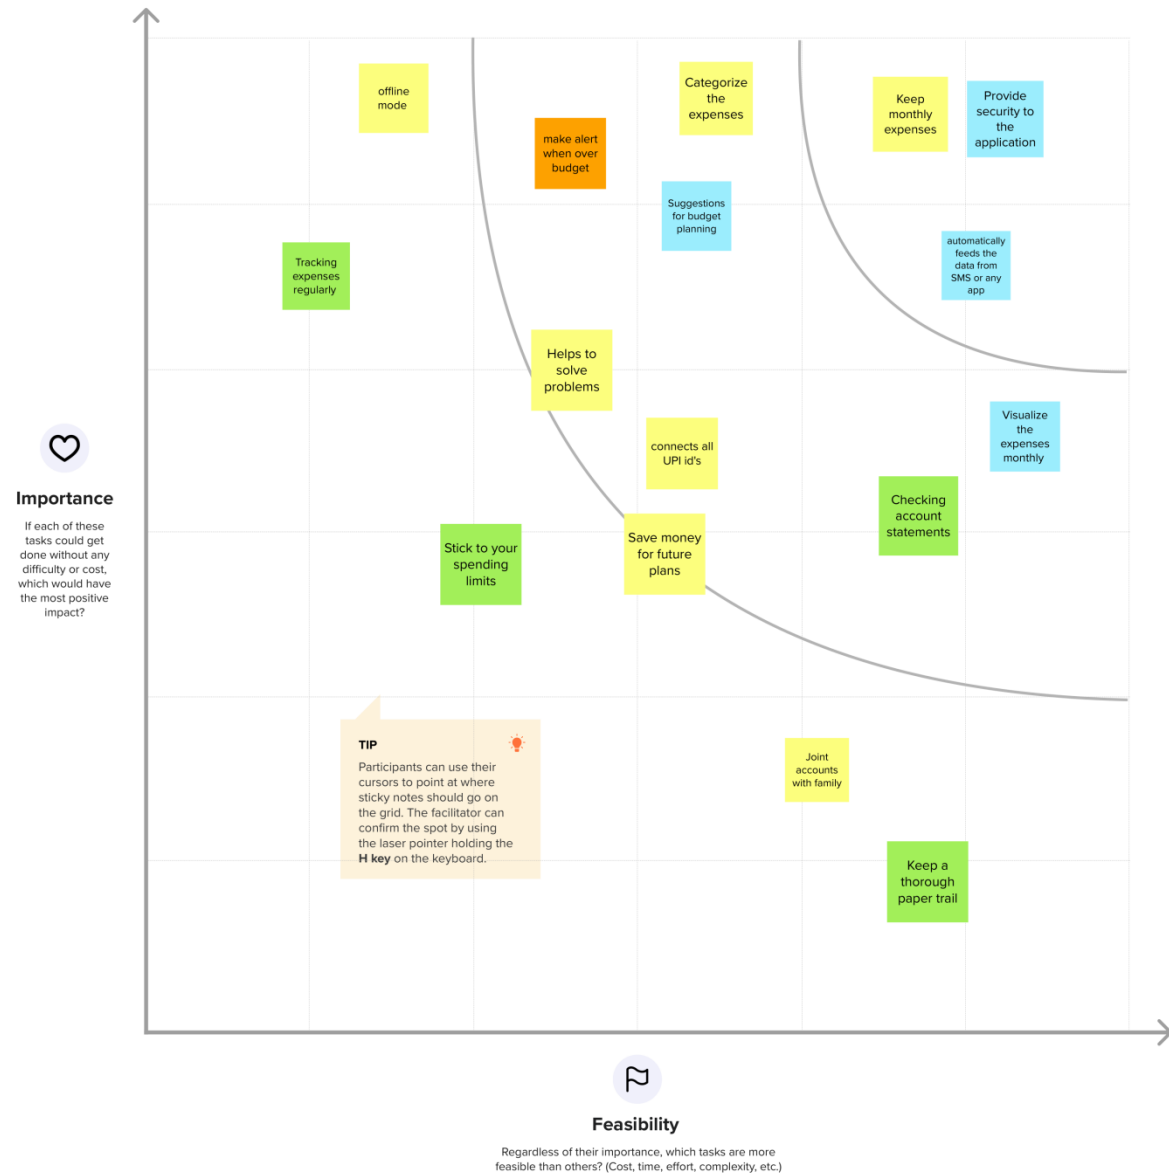 offline
mode
Categorize
the
expenses
Keep
monthly
expenses
Provide
security to
the
application
make alert
when over
budget
Suggestions
for budget
planning
automatically
feeds the
data from
SMS or any
app
Tracking
expenses
regularly
Helps to
solve
problems
connects all
UPI id's
Visualize
the
expenses
monthly
Checking
account
statements
Stick to your
spending
limits
Save money
for future
plans
Importance
If each of these
tasks could get
done without any
difficulty or cost,
which would have
the most positive
impact?
TIP
Participants can use their
cursors to point at where
sticky notes should go on
the grid. The facilitator can
confirm the spot by using
the laser pointer holding the
H key on the keyboard.
Joint
accounts
with family
Keep a
thorough
paper trail
Feasibility
Regardless of their importance, which tasks are more
feasible than others? (Cost, time, effort, complexity, etc.)